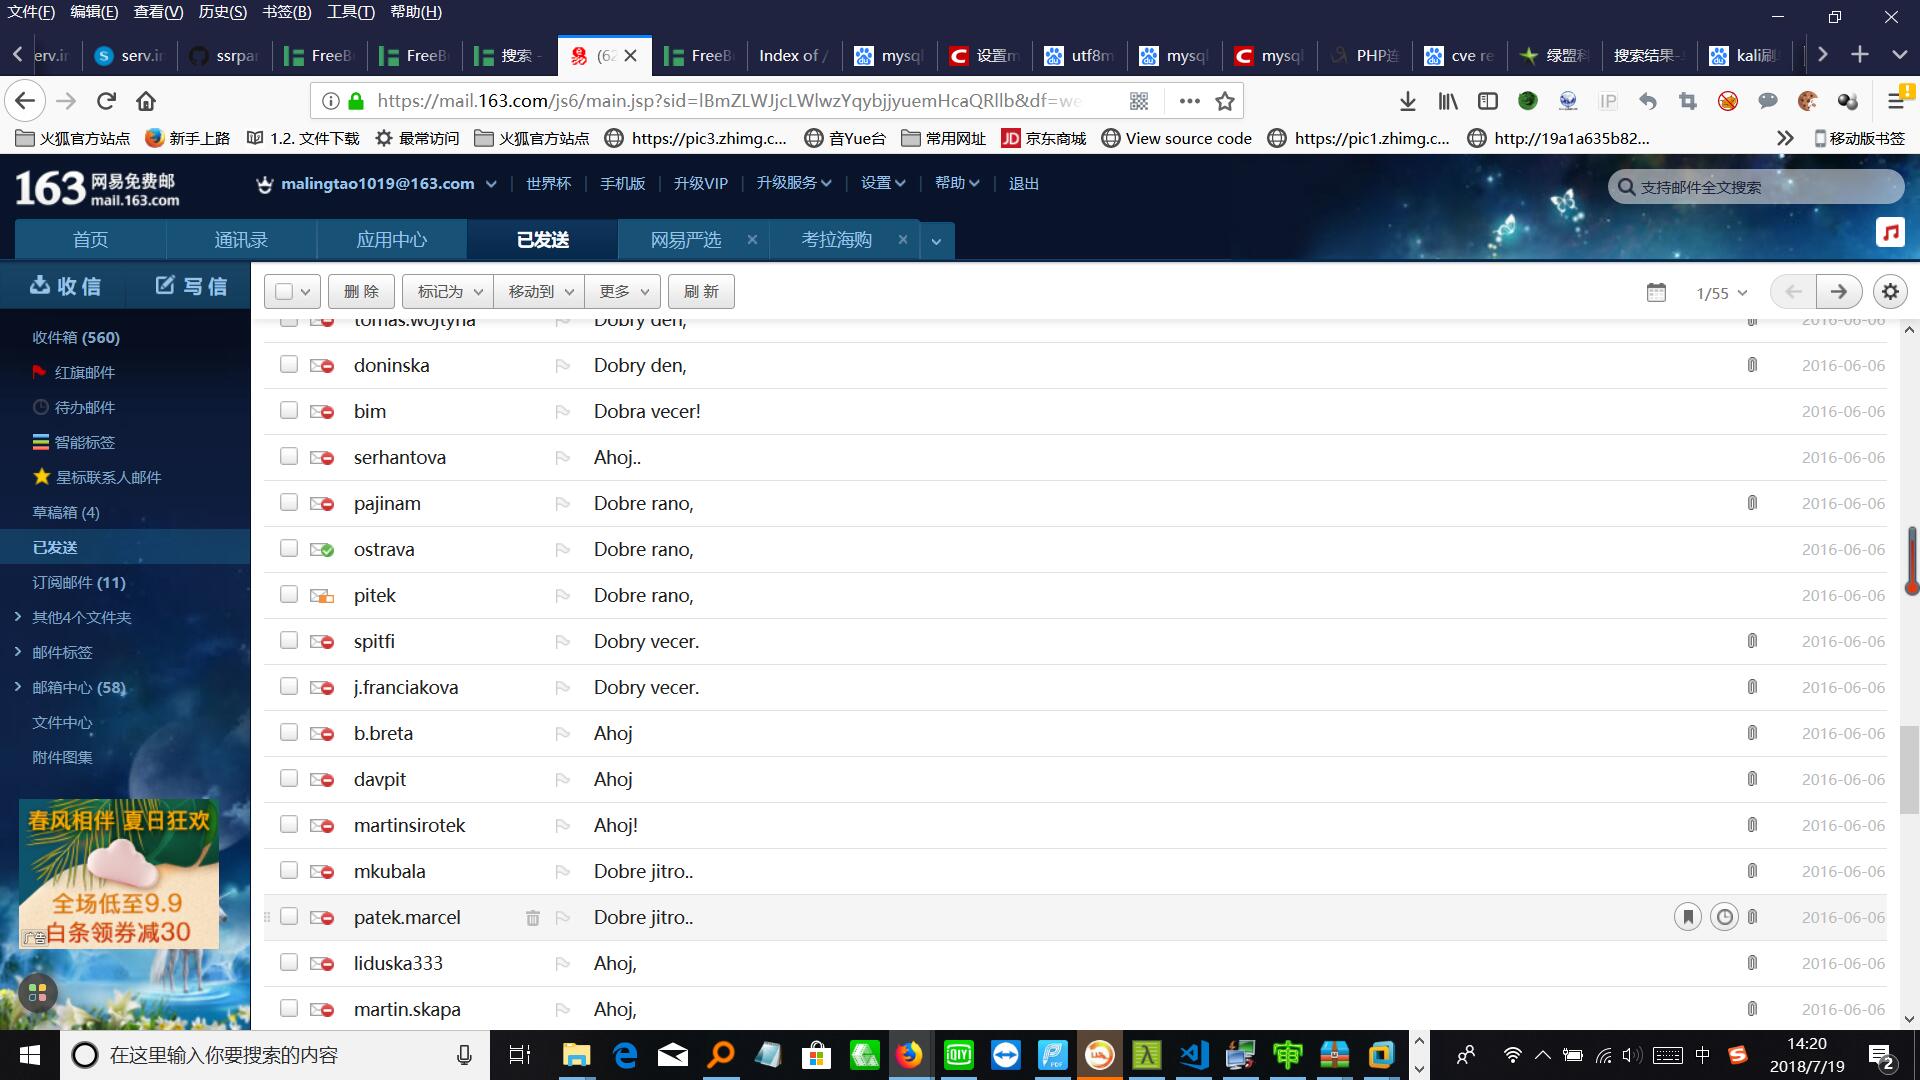 文件(F) 编辑(E) 查看(V) 历史(S) 书签(B) 工具(T) 帮助(H)
serv.in ssrpar FreeB FreeB 搜索 - (62 FreeB Index of / mysql 设置m utf8m mysql mysql PHP连 cve re 绿盟科 搜索结果- kali刷
https://mail.163.com/js6/main.jsp?sid=lBmZLWJjcLWlwzYqybjjyuemHcaQRllb&df=we
火狐官方站点 新手上路 1.2. 文件下载 最常访问 火狐官方站点 https://pic3.zhimg.c... 音Yue台 常用网址 京东商城 View source code https://pic1.zhimg.c... http://19a1a635b82... 移动版书签
163 网易免费邮 mail.163.com malingtao1019@163.com 世界杯 手机版 升级VIP 升级服务 设置 帮助 退出 支持邮件全文搜索
首页 通讯录 应用中心 已发送 网易严选 考拉海购
收信 写信 删 除 标记为 移动到 更多 刷 新 1/55
收件箱 (560)
红旗邮件
待办邮件
智能标签
星标联系人邮件
草稿箱 (4)
已发送
订阅邮件 (11)
其他4个文件夹
邮件标签
邮箱中心 (58)
文件中心
附件图集
春风相伴 夏日狂欢
全场低至9.9
白条领券减30
广告
tomas.wojtyna Dobry den, 2016-06-06
doninska Dobry den, 2016-06-06
bim Dobra vecer! 2016-06-06
serhantova Ahoj.. 2016-06-06
pajinam Dobre rano, 2016-06-06
ostrava Dobre rano, 2016-06-06
pitek Dobre rano, 2016-06-06
spitfi Dobry vecer. 2016-06-06
j.franciakova Dobry vecer. 2016-06-06
b.breta Ahoj 2016-06-06
davpit Ahoj 2016-06-06
martinsirotek Ahoj! 2016-06-06
mkubala Dobre jitro.. 2016-06-06
patek.marcel Dobre jitro.. 2016-06-06
liduska333 Ahoj, 2016-06-06
martin.skapa Ahoj, 2016-06-06
在这里输入你要搜索的内容 中 14:20
2018/7/19 2